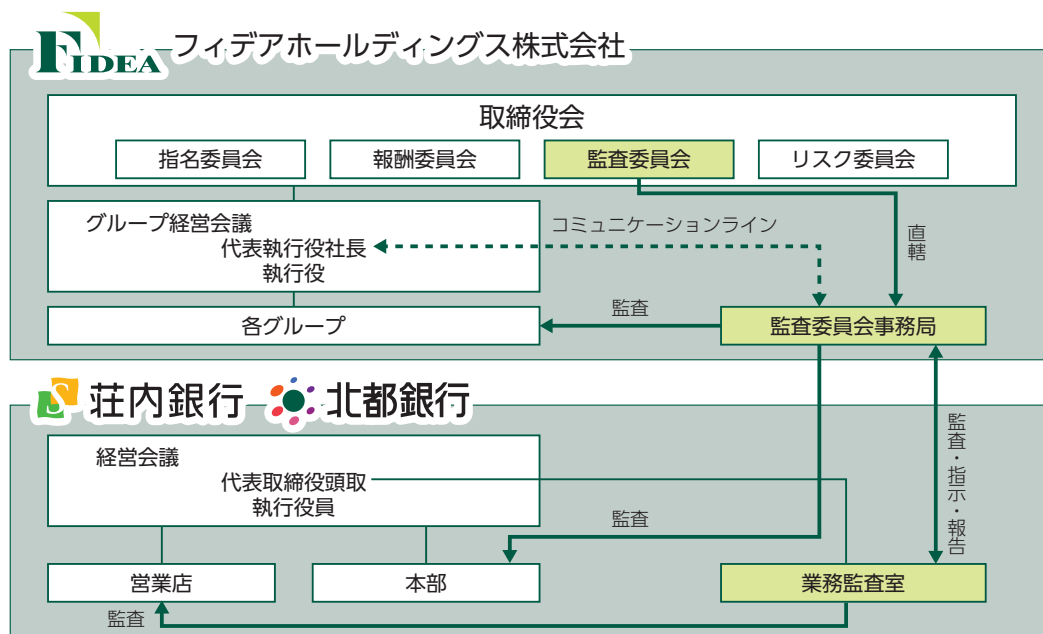 FIDEA フィデアホールディングス株式会社
取締役会
指名委員会
報酬委員会
監査委員会
リスク委員会
グループ経営会議
代表執行役社長
執行役
コミュニケーションライン
直轄
各グループ
監査
監査委員会事務局
S 荘内銀行 北都銀行
経営会議
代表取締役頭取
執行役員
監査
監査・指示・報告
営業店
本部
業務監査室
監査